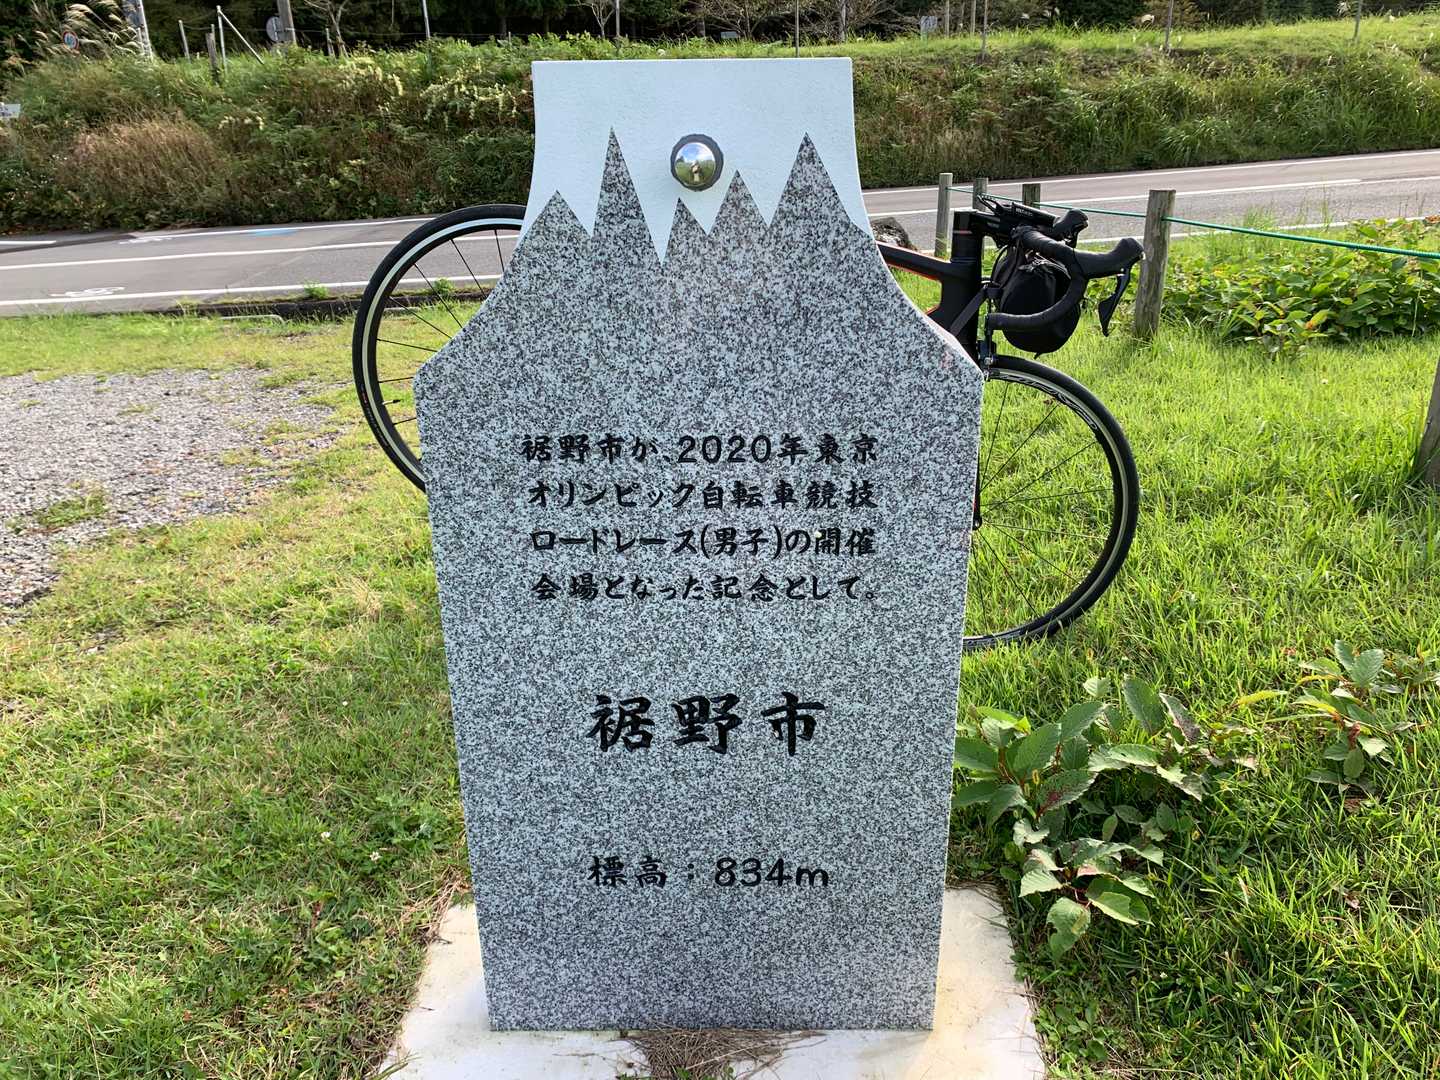 裾野市が、2020年東京
オリンピック自転車競技
ロードレース(男子)の開催
会場となった記念として。
裾野市
標高：834m